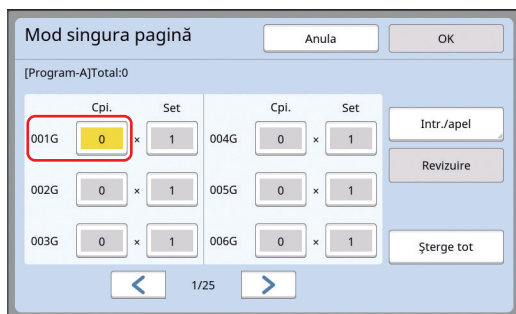 Mod singura pagină Anula OK
[Program-A]Total:0
Cpi. Set Cpi. Set
001G 0 × 1 004G 0 × 1 Intr./apel
Revizuire
002G 0 × 1 005G 0 × 1
003G 0 × 1 006G 0 × 1 Şterge tot
1/25